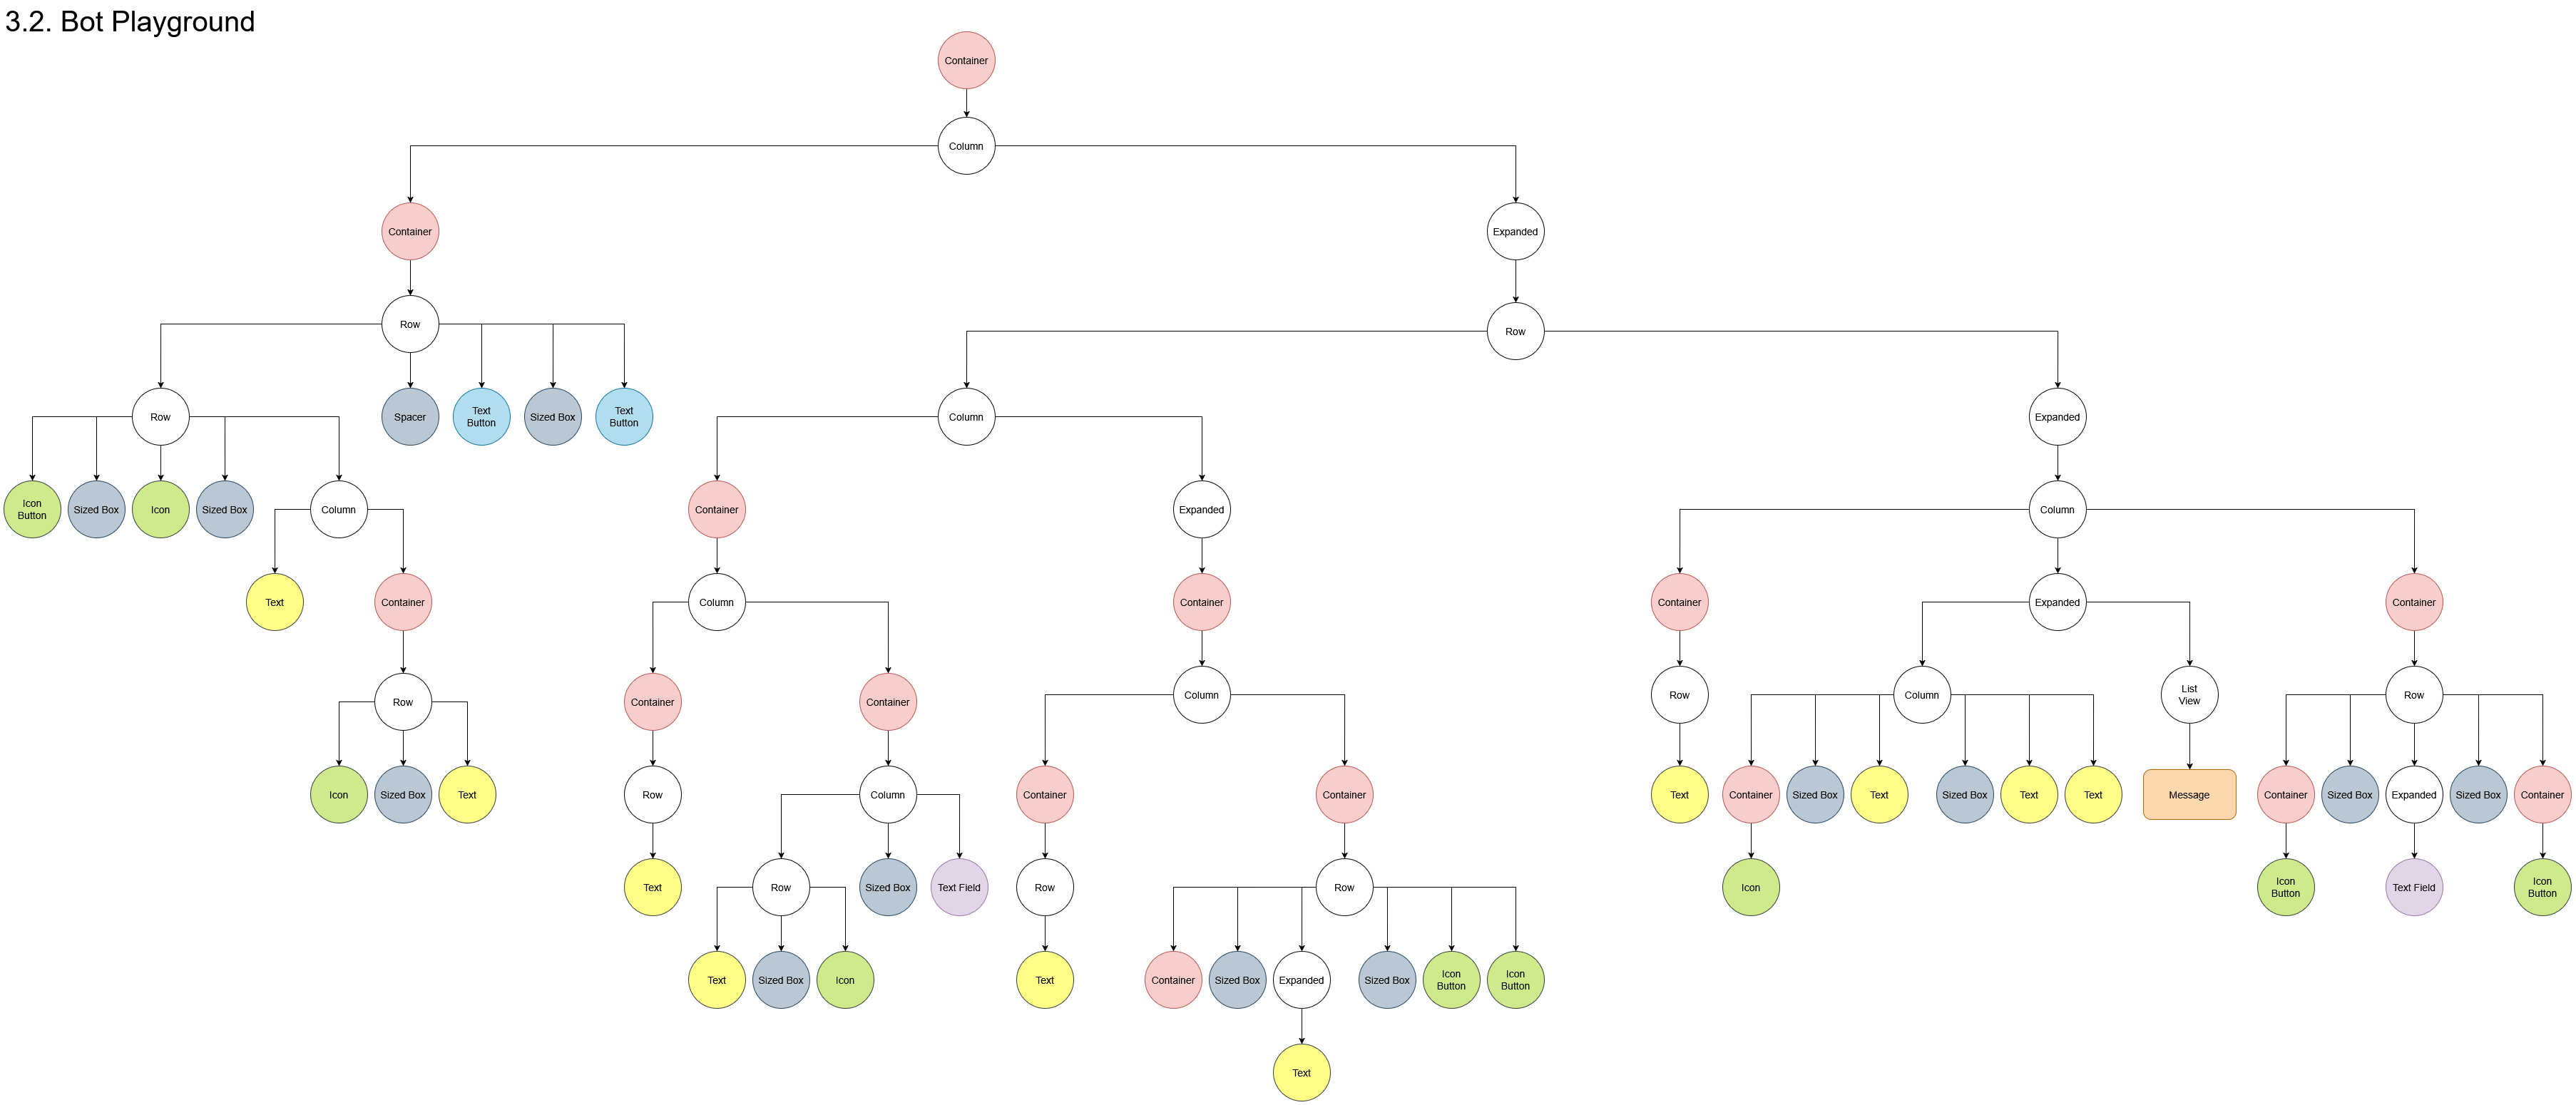 3.2. Bot Playground
Container
Column
Container
Expanded
Row
Row
Row
Spacer
Text
Button
Sized Box
Text
Button
Column
Expanded
Icon
Button
Sized Box
Icon
Sized Box
Column
Container
Expanded
Column
Text
Container
Column
Container
Container
Expanded
Container
Row
Container
Container
Column
Row
Column
List
View
Row
Icon
Sized Box
Text
Row
Column
Container
Container
Text
Container
Sized Box
Text
Sized Box
Text
Text
Message
Container
Sized Box
Expanded
Sized Box
Container
Text
Row
Sized Box
Text Field
Row
Row
Icon
Icon
Button
Text Field
Icon
Button
Text
Sized Box
Icon
Text
Container
Sized Box
Expanded
Sized Box
Icon
Button
Icon
Button
Text